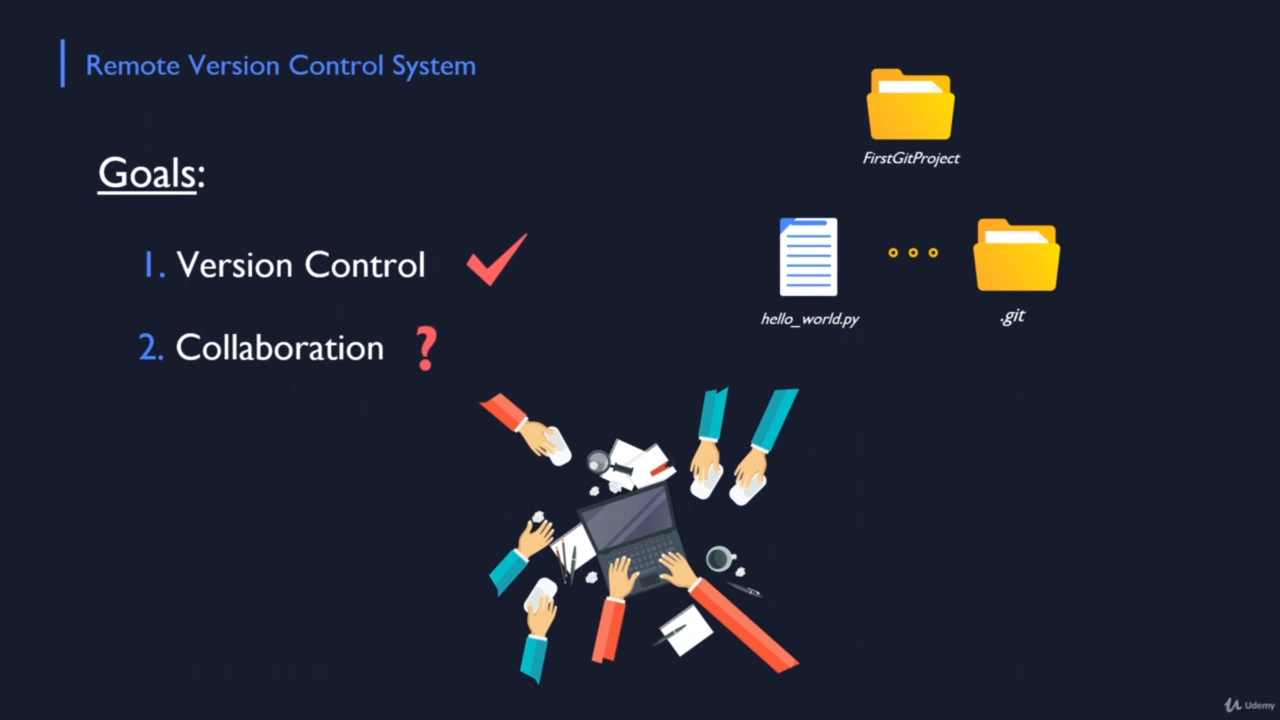 Remote Version Control System
FirstGitProject
Goals:
1. Version Control
2. Collaboration ?
hello_world.py
.git
Udemy